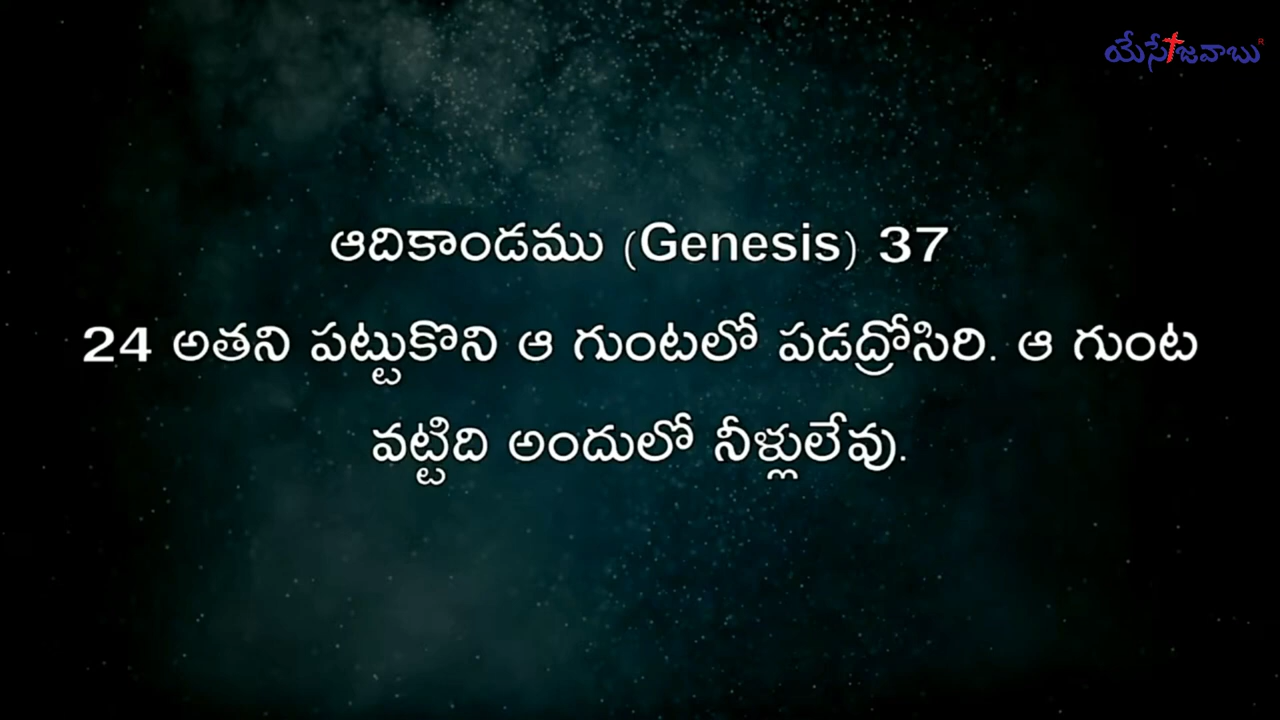 యేసే జవాబు®
ఆదికాండము (Genesis) 37
24 అతని పట్టుకొని ఆ గుంటలో పడద్రోసిరి. ఆ గుంట
వట్టిది అందులో నీళ్లులేవు.